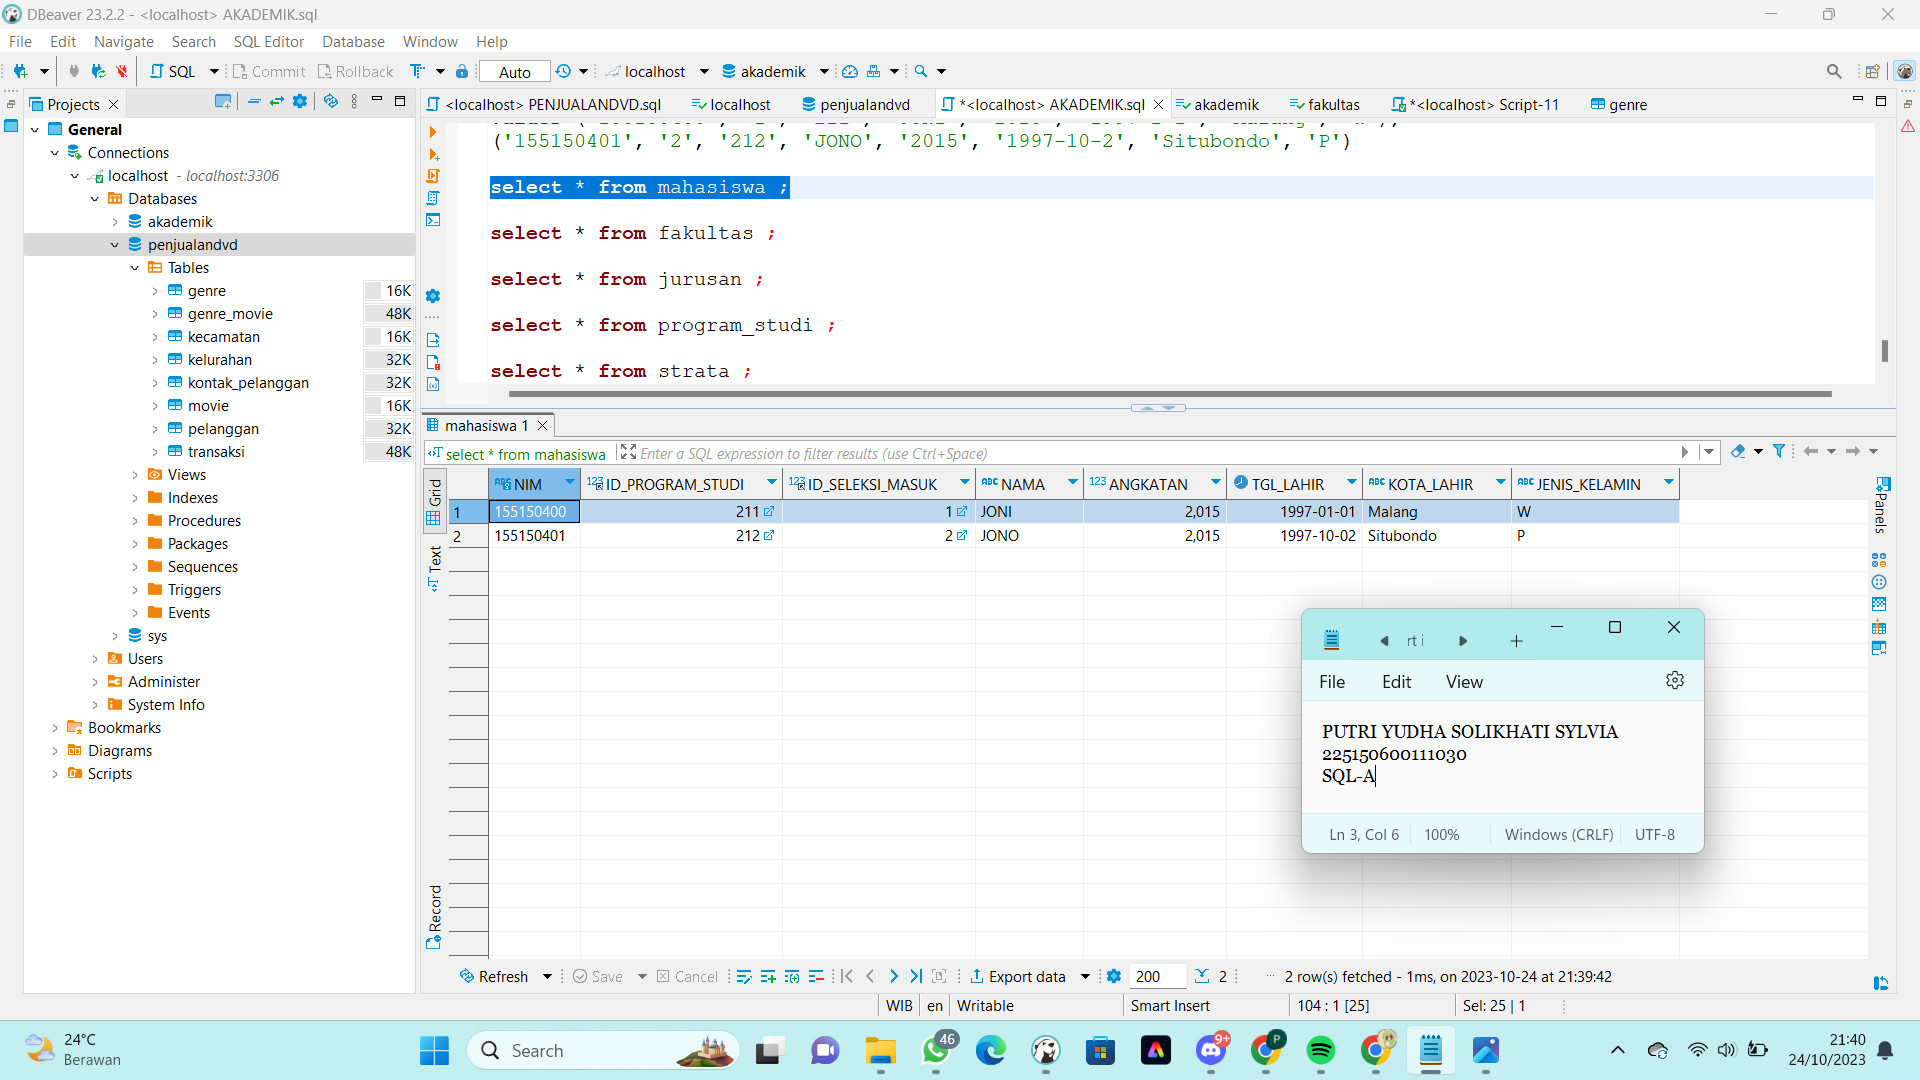 DBeaver 23.2.2 - <localhost> AKADEMIK.sql
File Edit Navigate Search SQL Editor Database Window Help
SQL Commit Rollback Auto localhost akademik
Projects
<localhost> PENJUALANDVD.sql localhost penjualandvd *<localhost> AKADEMIK.sql akademik fakultas *<localhost> Script-11 genre
General
Connections
localhost - localhost:3306
Databases
akademik
penjualandvd
Tables
genre 16K
genre_movie 48K
kecamatan 16K
kelurahan 32K
kontak_pelanggan 32K
movie 16K
pelanggan 32K
transaksi 48K
Views
Indexes
Procedures
Packages
Sequences
Triggers
Events
sys
Users
Administer
System Info
Bookmarks
Diagrams
Scripts
('155150401', '2', '212', 'JONO', '2015', '1997-10-2', 'Situbondo', 'P')
select * from mahasiswa ;
select * from fakultas ;
select * from jurusan ;
select * from program_studi ;
select * from strata ;
mahasiswa 1
select * from mahasiswa Enter a SQL expression to filter results (use Ctrl+Space)
Grid
Text
Record
Panels
NIM ID_PROGRAM_STUDI ID_SELEKSI_MASUK NAMA ANGKATAN TGL_LAHIR KOTA_LAHIR JENIS_KELAMIN
1 155150400 211 1 JONI 2,015 1997-01-01 Malang W
2 155150401 212 2 JONO 2,015 1997-10-02 Situbondo P
rt i
File Edit View
PUTRI YUDHA SOLIKHATI SYLVIA
225150600111030
SQL-A
Ln 3, Col 6 100% Windows (CRLF) UTF-8
Refresh Save Cancel Export data 200 2 2 row(s) fetched - 1ms, on 2023-10-24 at 21:39:42
WIB en Writable Smart Insert 104 : 1 [25] Sel: 25 | 1
24°C
Berawan
Search
46
9+
P
21:40
24/10/2023